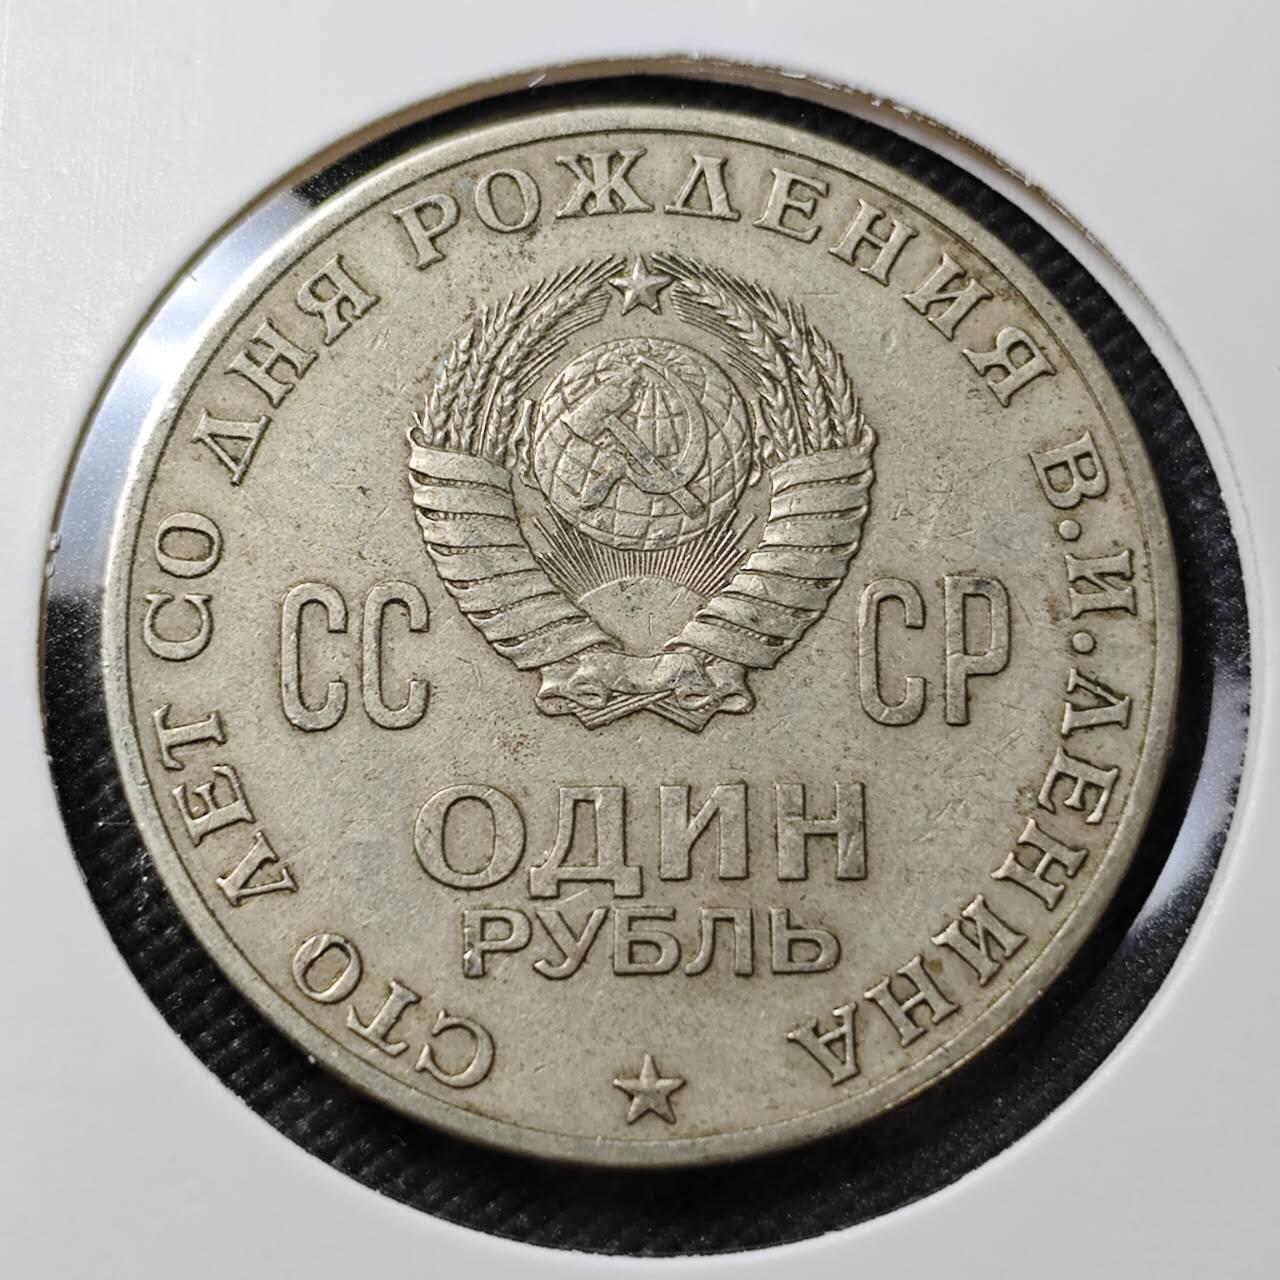 СТО ЛЕТ СО ДНЯ РОЖДЕНИЯ В.И.ЛЕНИНА
СС СР
ОДИН
РУБЛЬ